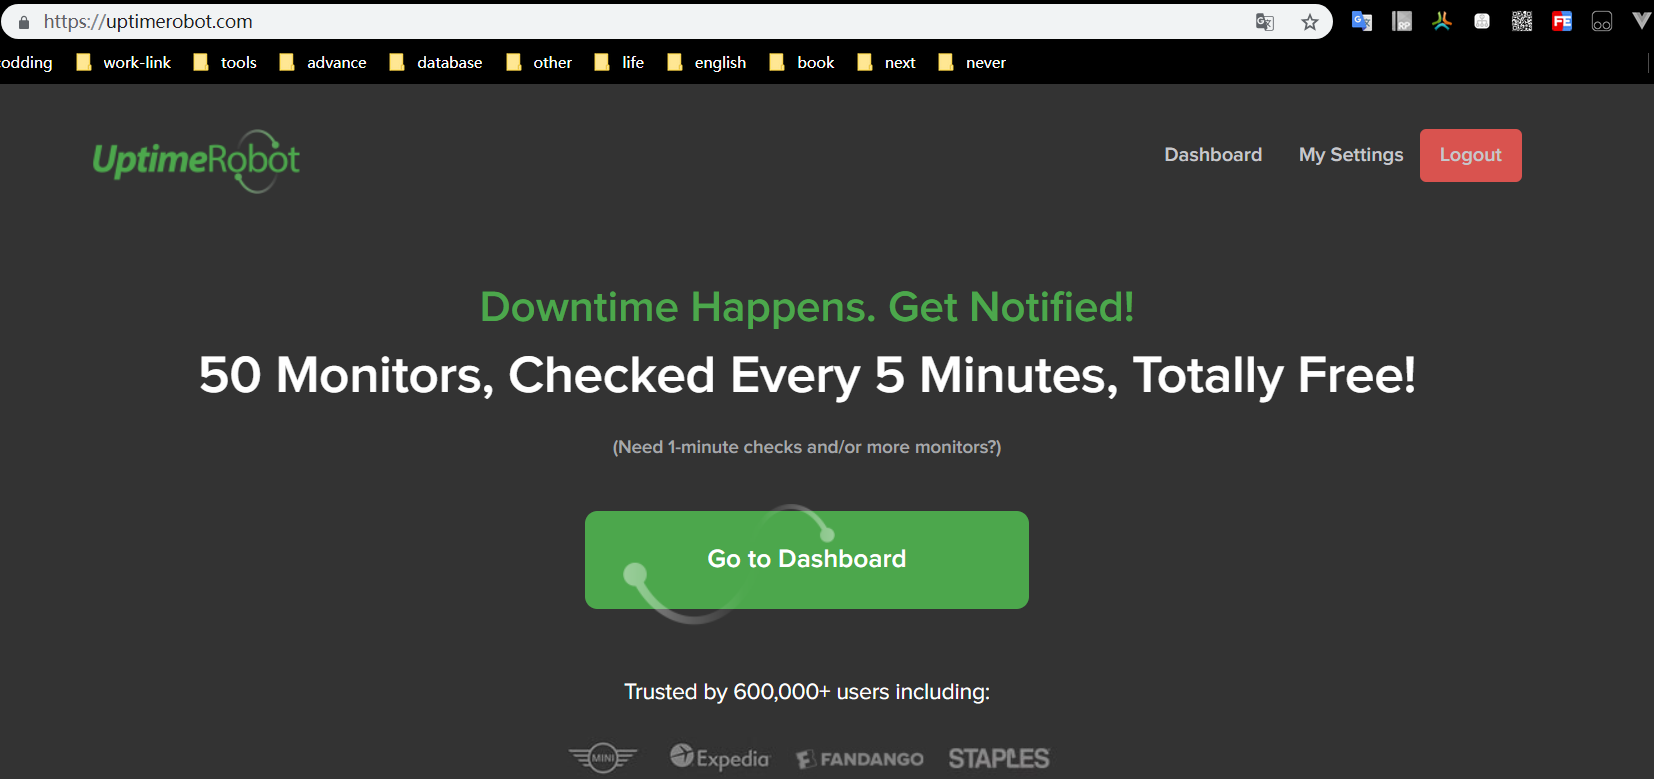 https://uptimerobot.com
odding work-link tools advance database other life english book next never
UptimeRobot
Dashboard My Settings Logout
Downtime Happens. Get Notified!
50 Monitors, Checked Every 5 Minutes, Totally Free!
(Need 1-minute checks and/or more monitors?)
Go to Dashboard
Trusted by 600,000+ users including:
MINI Expedia FANDANGO STAPLES